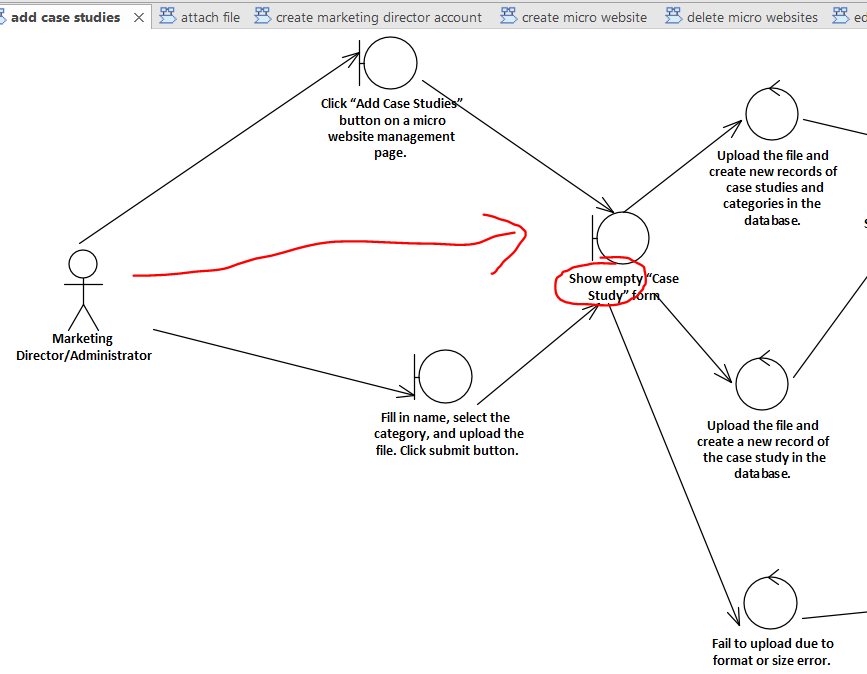 add case studies
attach file
create marketing director account
create micro website
delete micro websites
Click “Add Case Studies”
button on a micro
website management
page.
Upload the file and
create new records of
case studies and
categories in the
database.
Show empty “Case
Study” form
Marketing
Director/Administrator
Fill in name, select the
category, and upload the
file. Click submit button.
Upload the file and
create a new record of
the case study in the
database.
Fail to upload due to
format or size error.